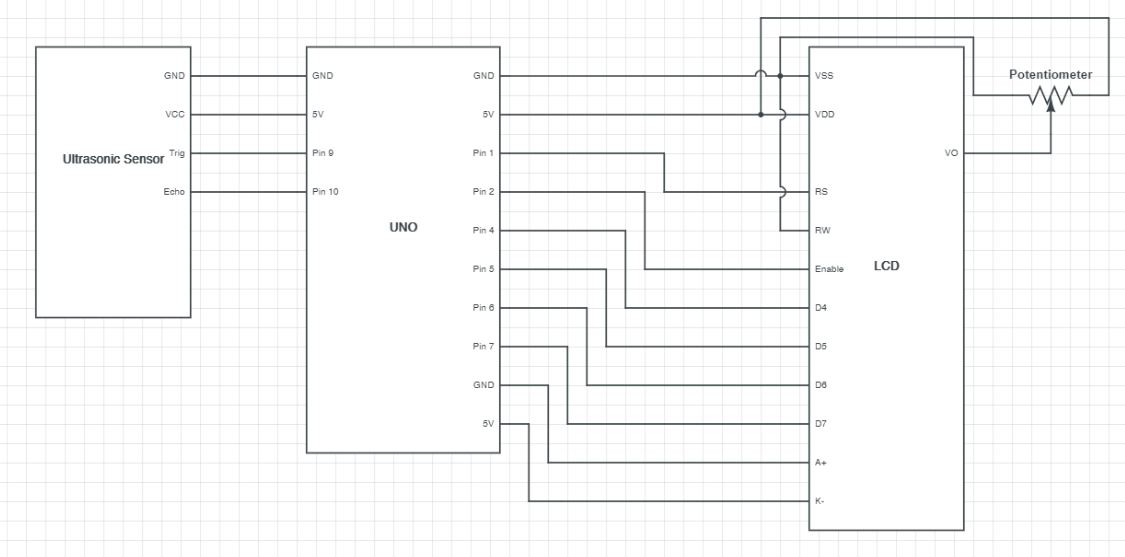 Ultrasonic Sensor
GND
VCC
Trig
Echo
UNO
GND
5V
Pin 9
Pin 10
GND
5V
Pin 1
Pin 2
Pin 4
Pin 5
Pin 6
Pin 7
GND
5V
LCD
VSS
VDD
RS
RW
Enable
D4
D5
D6
D7
A+
K-
VO
Potentiometer